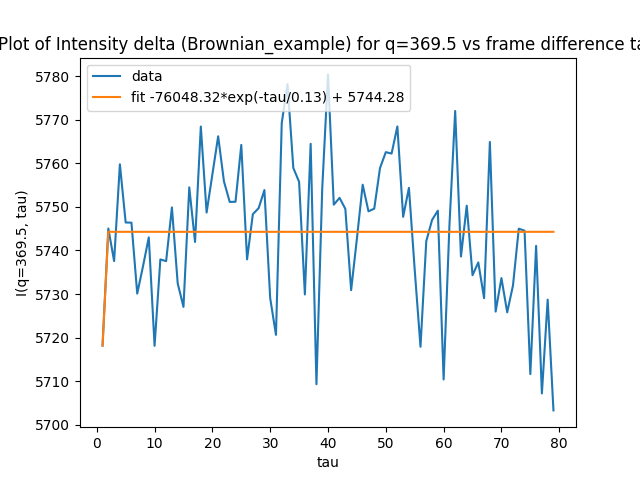 Plot of Intensity delta (Brownian_example) for q=369.5 vs frame difference ta
data
fit -76048.32*exp(-tau/0.13) + 5744.28
I(q=369.5, tau)
5780
5770
5760
5750
5740
5730
5720
5710
5700
0 10 20 30 40 50 60 70 80
tau